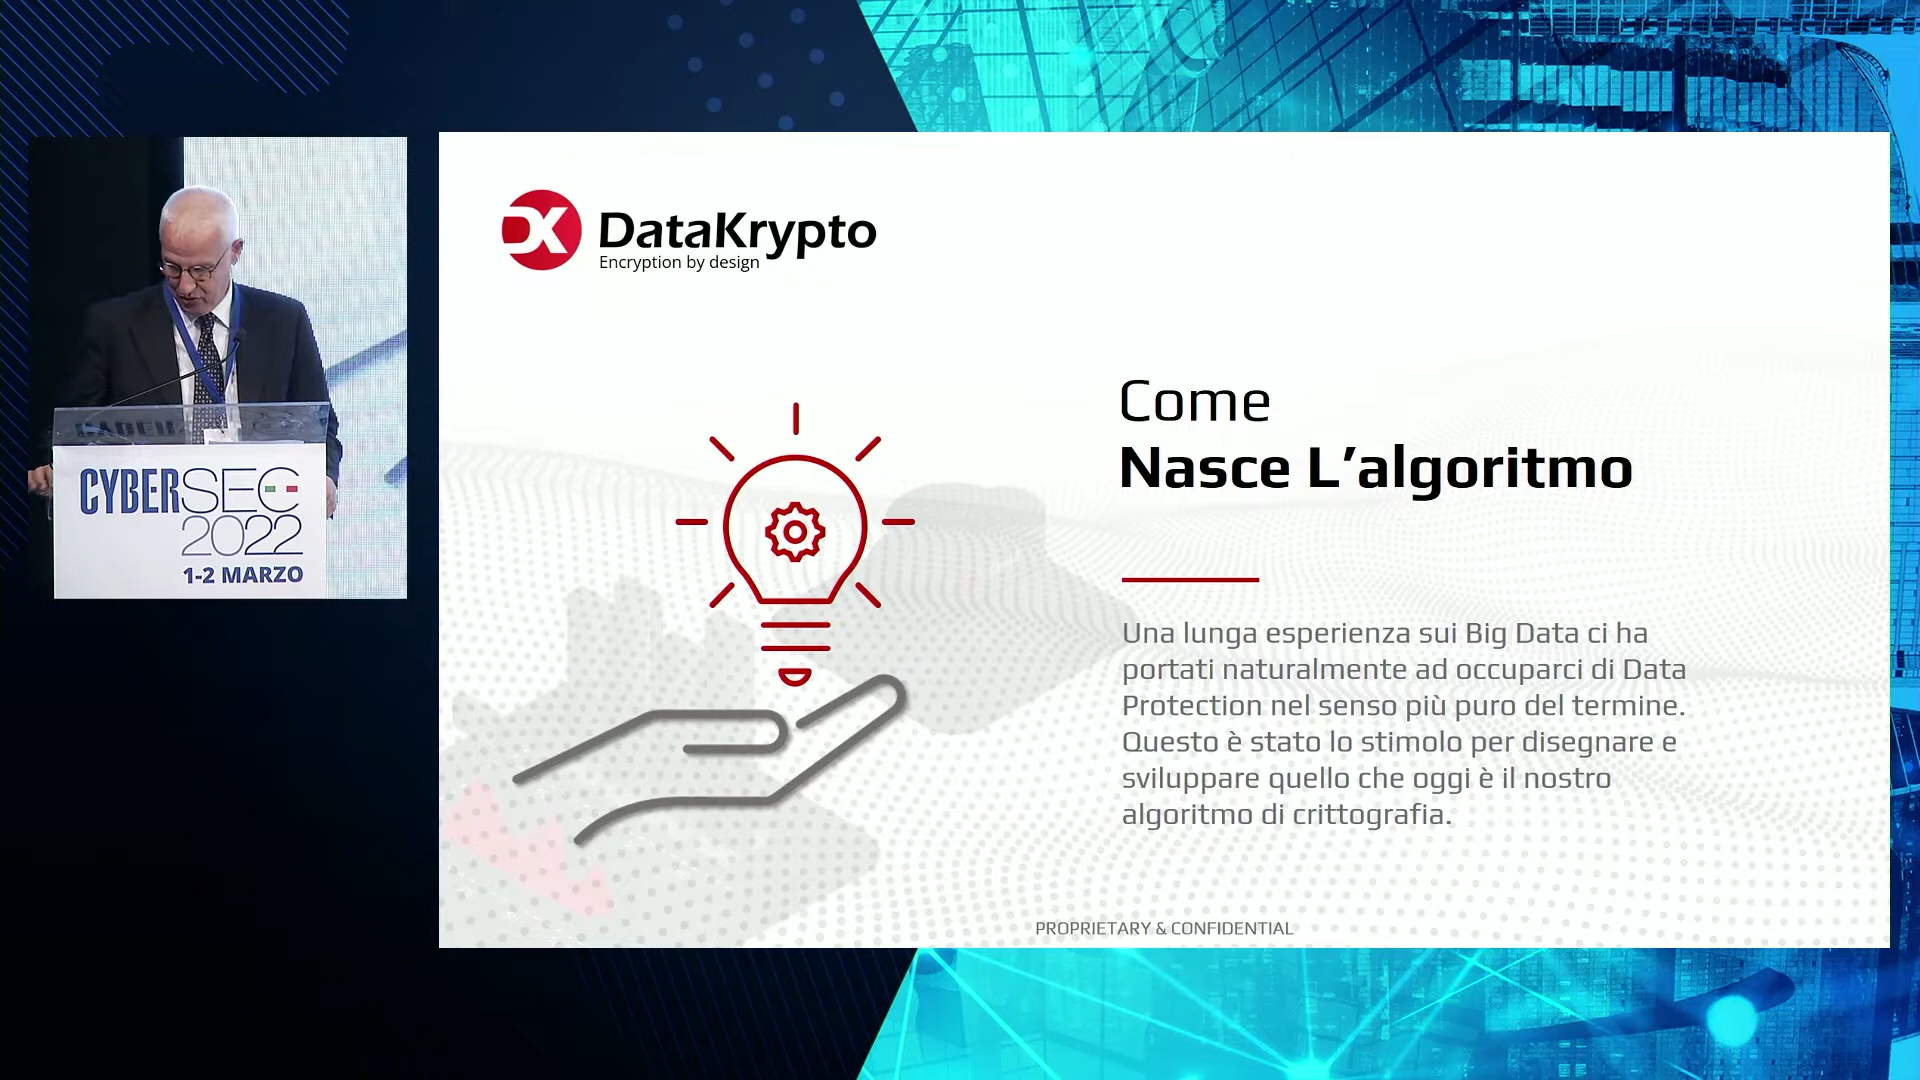 DX
DataKrypto
Encryption by design
Come
Nasce L’algoritmo
Una lunga esperienza sui Big Data ci ha
portati naturalmente ad occuparci di Data
Protection nel senso più puro del termine.
Questo è stato lo stimolo per disegnare e
sviluppare quello che oggi è il nostro
algoritmo di crittografia.
PROPRIETARY & CONFIDENTIAL
CYBERSEC
2022
1-2 MARZO